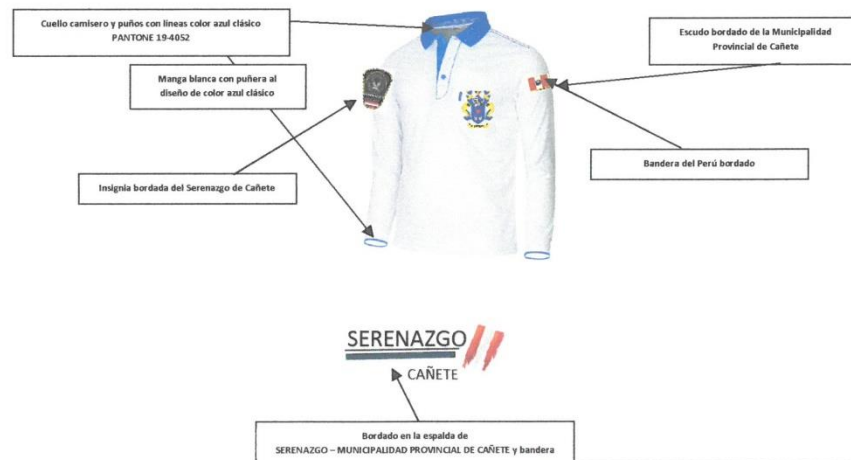 Cuello camisero y puños con líneas color azul clásico
PANTONE 19-4052
Escudo bordado de la Municipalidad
Provincial de Cañete
Manga blanca con puñera al
diseño de color azul clásico
Bandera del Perú bordado
Insignia bordada del Serenazgo de Cañete
SERENAZGO
CAÑETE
Bordado en la espalda de
SERENAZGO – MUNICIPALIDAD PROVINCIAL DE CAÑETE y bandera